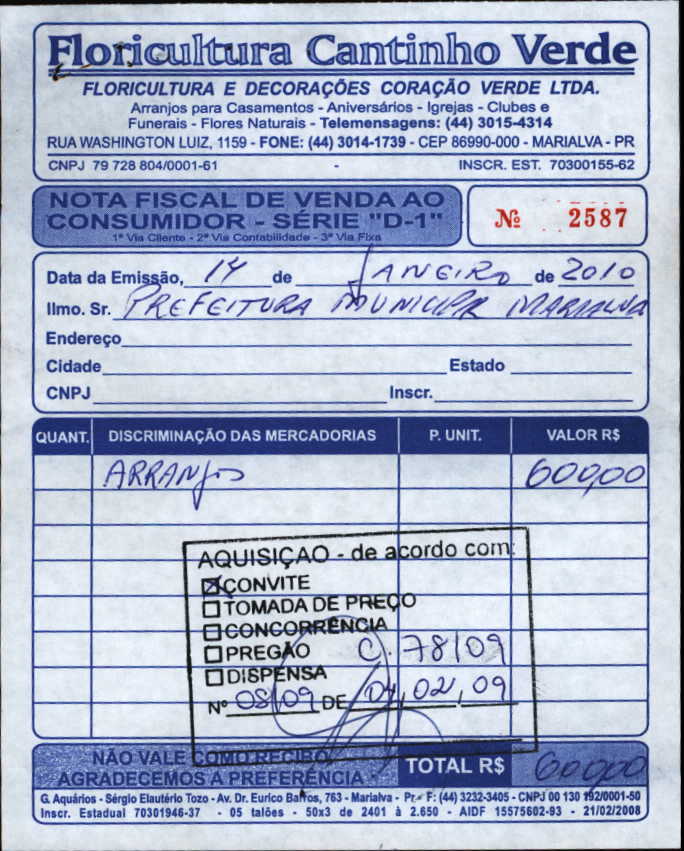 Floricultura Cantinho Verde
FLORICULTURA E DECORAÇÕES CORAÇÃO VERDE LTDA.
Arranjos para Casamentos - Aniversários - Igrejas - Clubes e
Funerais - Flores Naturais - Telemensagens: (44) 3015-4314
RUA WASHINGTON LUIZ, 1159 - FONE: (44) 3014-1739 - CEP 86990-000 - MARIALVA - PR
CNPJ 79 728 804/0001-61 - INSCR. EST. 70300155-62
NOTA FISCAL DE VENDA AO
CONSUMIDOR - SÉRIE "D-1"
1ª Via Cliente - 2ª Via Contabilidade - 3ª Via Fixa
Nº 2587
Data da Emissão, 14 de JANEIRO de 2010
Ilmo. Sr. PREFEITURA MUNICIPAL MARIALVA
Endereço
Cidade Estado
CNPJ Inscr.
QUANT. DISCRIMINAÇÃO DAS MERCADORIAS P. UNIT. VALOR R$
ARRANJO 600,00
AQUISIÇAO - de acordo com:
CONVITE
TOMADA DE PREÇO
CONCORRÊNCIA
PREGÃO C. 78/09
DISPENSA
Nº 08/09 DE 04, 02, 09
NÃO VALE COMO RECIBO
AGRADECEMOS A PREFERÊNCIA
TOTAL R$ 600,00
G. Aquários - Sérgio Elautério Tozo - Av. Dr. Eurico Barros, 763 - Marialva - Pr - F: (44) 3232-3405 - CNPJ 00 130 192/0001-50
Inscr. Estadual 70301946-37 - 05 talões - 50x3 de 2401 à 2.650 - AIDF 15575602-93 - 21/02/2008